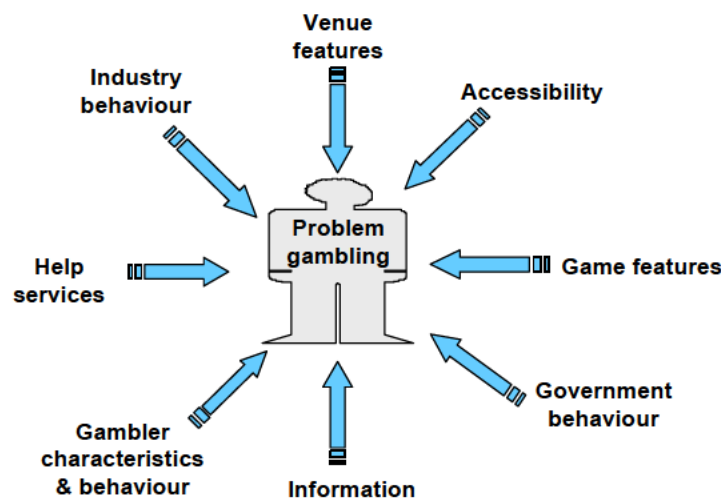 Venue
features
Industry
behaviour
Accessibility
Problem
gambling
Help
services
Game features
Government
behaviour
Gambler
characteristics
& behaviour
Information